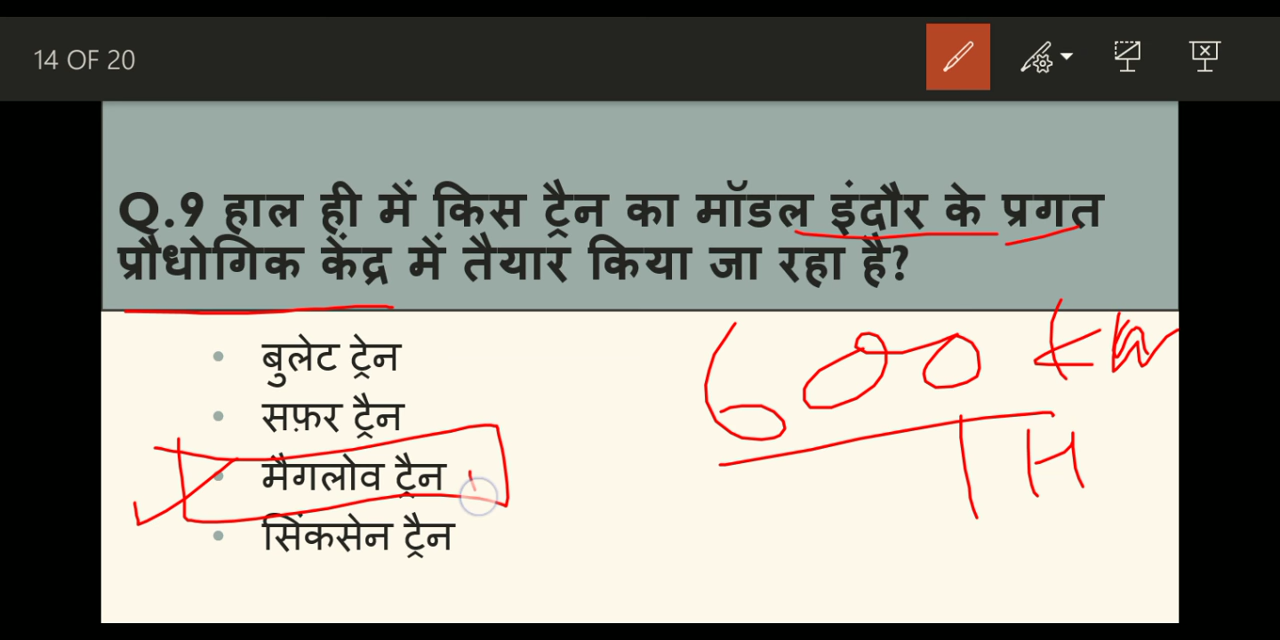 14 OF 20
Q.9 हाल ही में किस ट्रैन का मॉडल इंदौर के प्रगत
प्रौधोगिक केंद्र में तैयार किया जा रहा है?
• बुलेट ट्रेन
• सफ़र ट्रैन
• मैगलोव ट्रैन
• सिंकसेन ट्रैन
600 km
1H